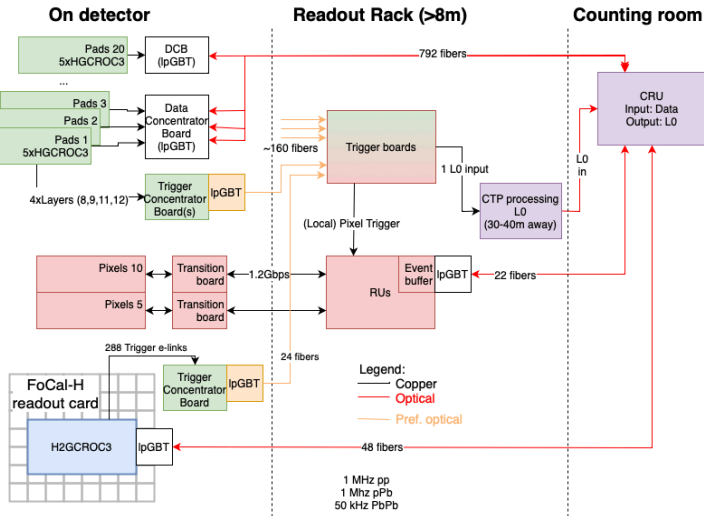 On detector
Readout Rack (>8m)
Counting room
Pads 20
5xHGCROC3
DCB
(lpGBT)
792 fibers
...
Pads 3
Pads 2
Pads 1
5xHGCROC3
Data
Concentrator
Board
(lpGBT)
~160 fibers
Trigger boards
CRU
Input: Data
Output: L0
1 L0 input
L0
in
4xLayers (8,9,11,12)
Trigger
Concentrator
Board(s)
lpGBT
CTP processing
L0
(30-40m away)
(Local) Pixel Trigger
Pixels 10
Transition
board
1.2Gbps
Pixels 5
Transition
board
RUs
Event
buffer
lpGBT
22 fibers
288 Trigger e-links
24 fibers
Trigger
Concentrator
Board
lpGBT
FoCal-H
readout card
H2GCROC3
lpGBT
48 fibers
Legend:
Copper
Optical
Pref. optical
1 MHz pp
1 Mhz pPb
50 kHz PbPb